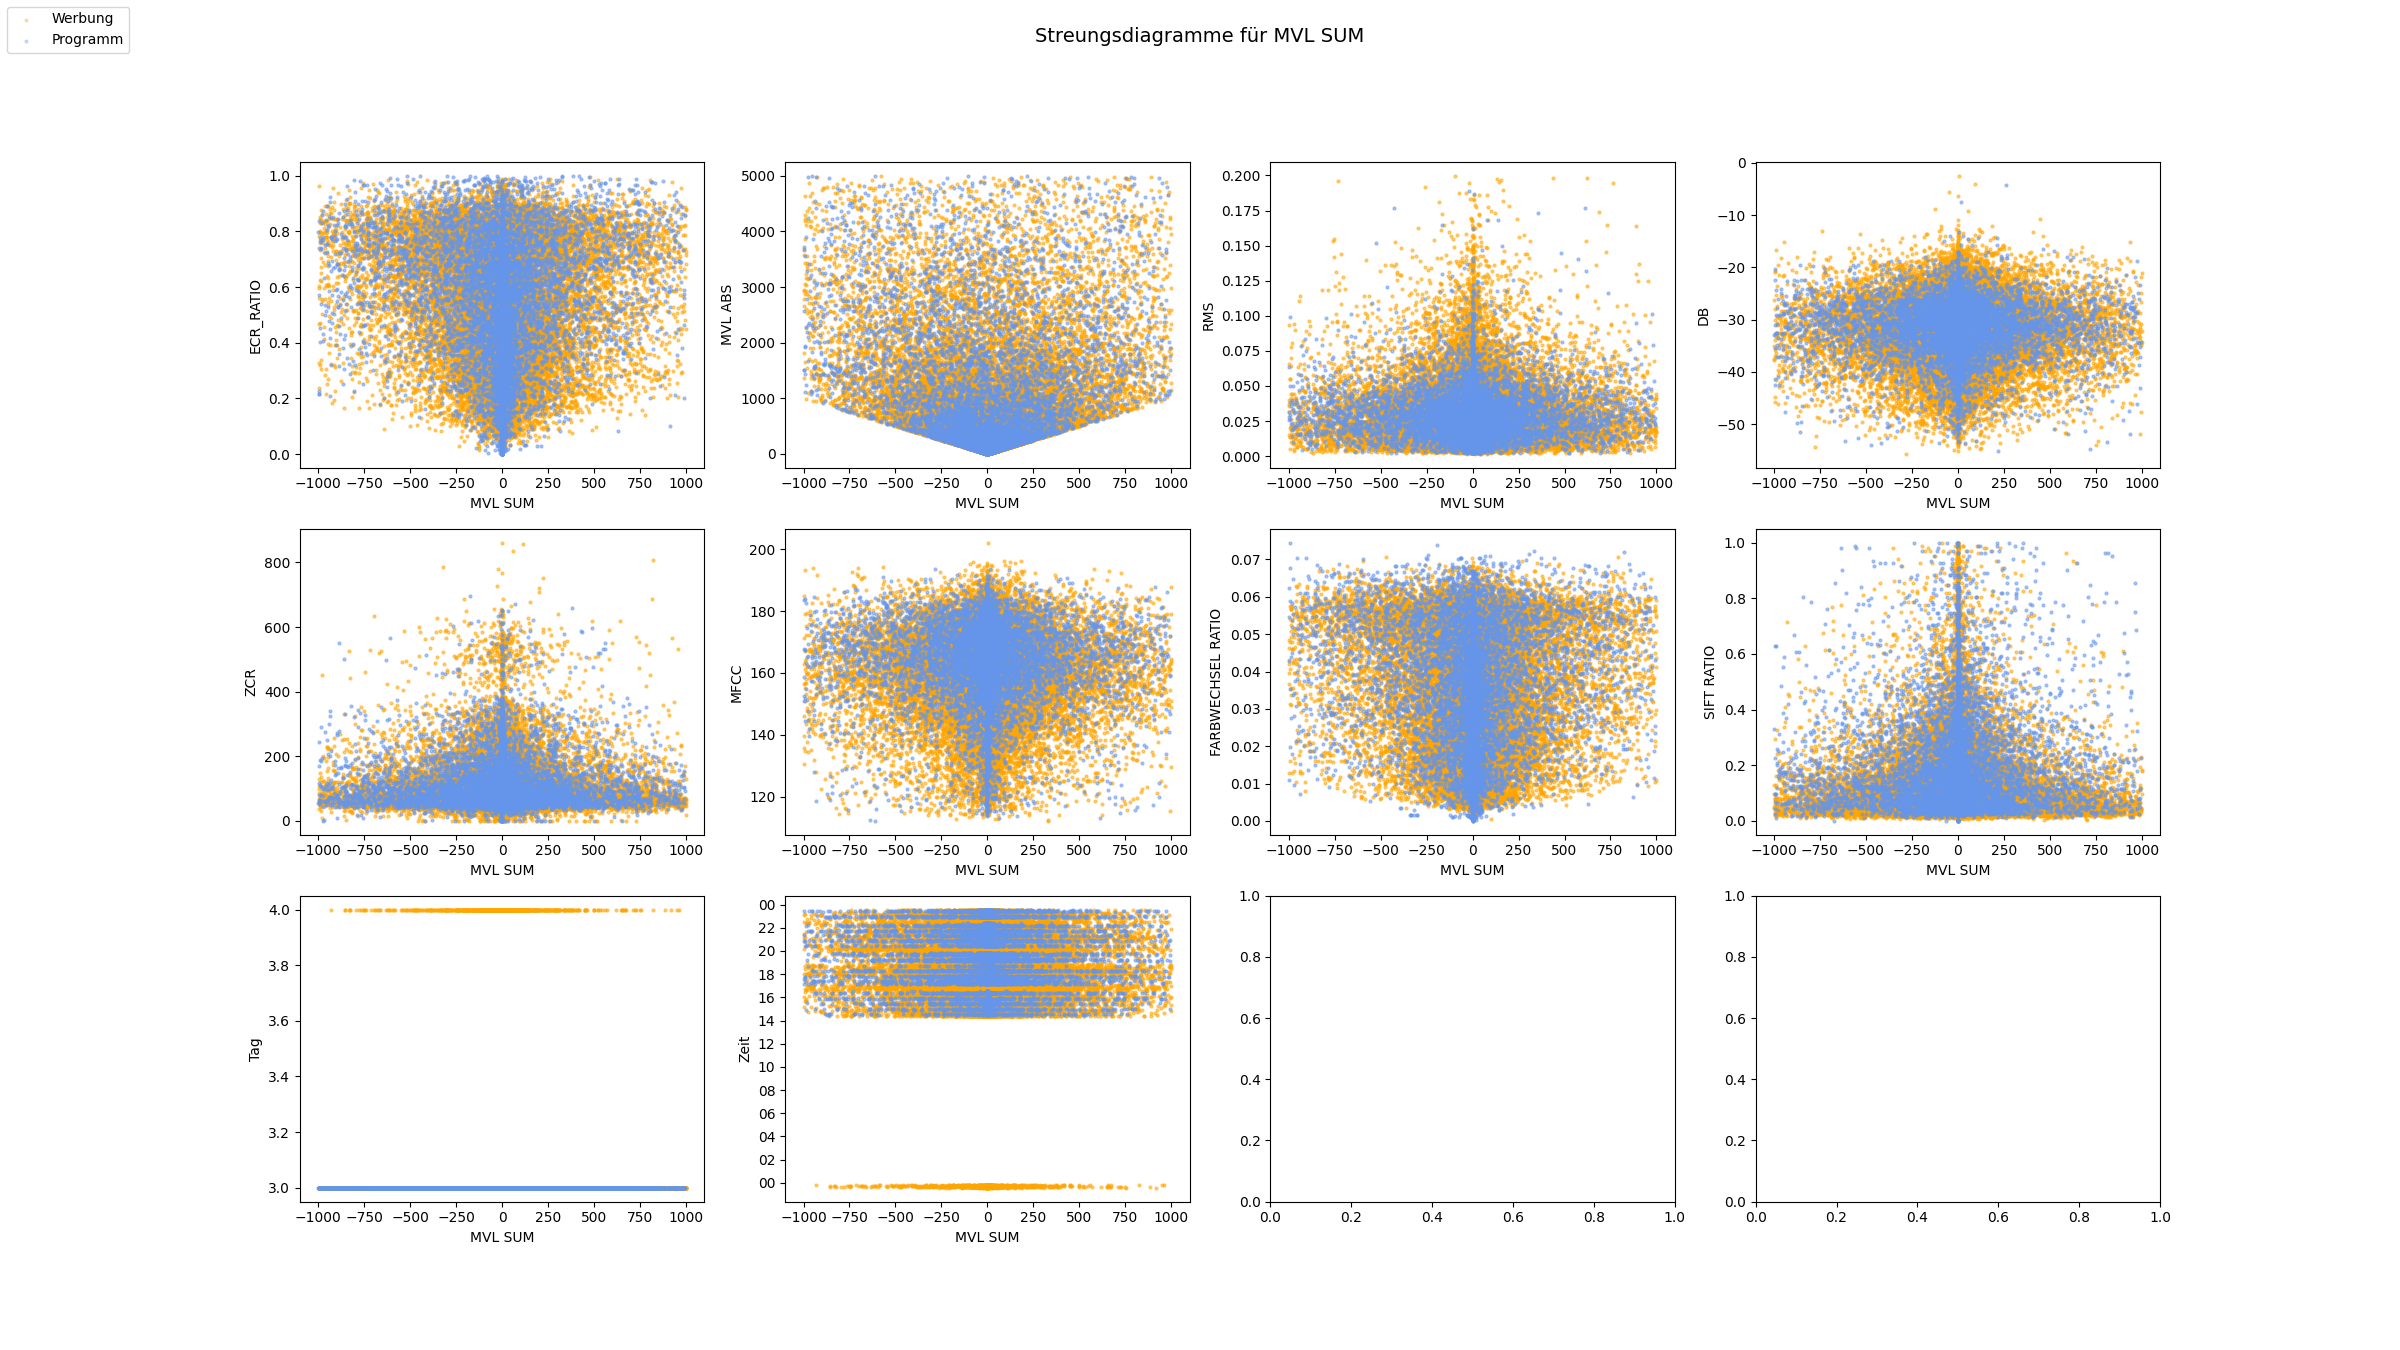 Werbung
Programm
Streungsdiagramme für MVL SUM
1.0
0.8
0.6
0.4
0.2
0.0
ECR_RATIO
−1000 −750 −500 −250 0 250 500 750 1000
MVL SUM
5000
4000
3000
2000
1000
0
MVL ABS
−1000 −750 −500 −250 0 250 500 750 1000
MVL SUM
0.200
0.175
0.150
0.125
0.100
0.075
0.050
0.025
0.000
RMS
−1000 −750 −500 −250 0 250 500 750 1000
MVL SUM
0
−10
−20
−30
−40
−50
DB
−1000 −750 −500 −250 0 250 500 750 1000
MVL SUM
800
600
400
200
0
ZCR
−1000 −750 −500 −250 0 250 500 750 1000
MVL SUM
200
180
160
140
120
MFCC
−1000 −750 −500 −250 0 250 500 750 1000
MVL SUM
0.07
0.06
0.05
0.04
0.03
0.02
0.01
0.00
FARBWECHSEL RATIO
−1000 −750 −500 −250 0 250 500 750 1000
MVL SUM
1.0
0.8
0.6
0.4
0.2
0.0
SIFT RATIO
−1000 −750 −500 −250 0 250 500 750 1000
MVL SUM
4.0
3.8
3.6
3.4
3.2
3.0
Tag
−1000 −750 −500 −250 0 250 500 750 1000
MVL SUM
00
22
20
18
16
14
12
10
08
06
04
02
00
Zeit
−1000 −750 −500 −250 0 250 500 750 1000
MVL SUM
1.0
0.8
0.6
0.4
0.2
0.0
0.0 0.2 0.4 0.6 0.8 1.0
1.0
0.8
0.6
0.4
0.2
0.0
0.0 0.2 0.4 0.6 0.8 1.0